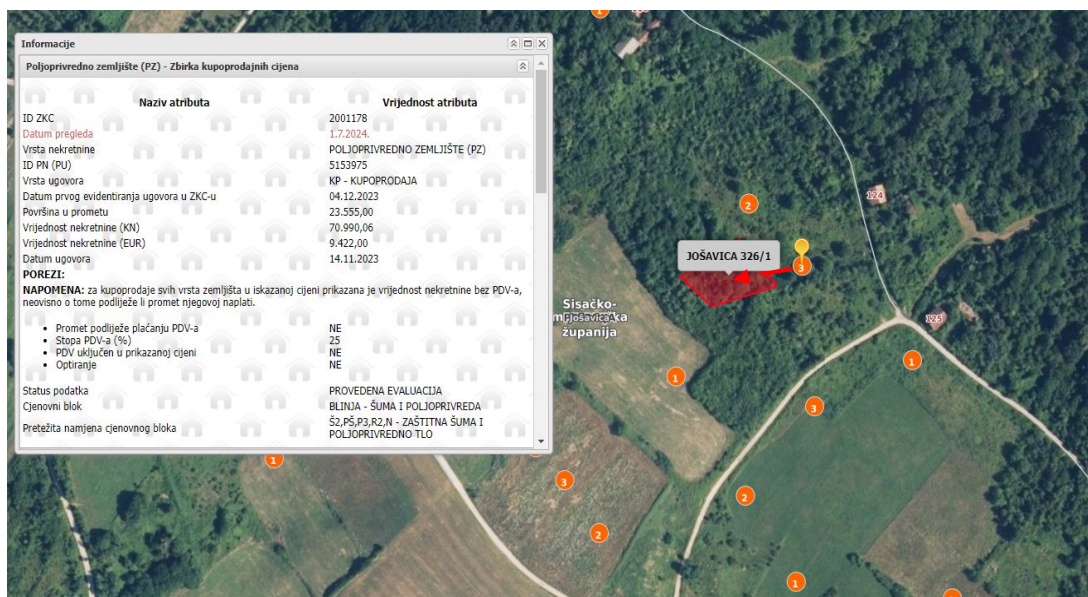 Informacije
Poljoprivredno zemljište (PZ) - Zbirka kupoprodajnih cijena
Naziv atributa Vrijednost atributa
ID ZKC 2001178
Datum pregleda 1.7.2024.
Vrsta nekretnine POLJOPRIVREDNO ZEMLJIŠTE (PZ)
ID PN (PU) 5153975
Vrsta ugovora KP - KUPOPRODAJA
Datum prvog evidentiranja ugovora u ZKC-u 04.12.2023
Površina u prometu 23.555,00
Vrijednost nekretnine (KN) 70.990,06
Vrijednost nekretnine (EUR) 9.422,00
Datum ugovora 14.11.2023
POREZI:
NAPOMENA: za kupoprodaje svih vrsta zemljišta u iskazanoj cijeni prikazana je vrijednost nekretnine bez PDV-a,
neovisno o tome podliježe li promet njegovoj naplati.
• Promet podliježe plaćanju PDV-a NE
• Stopa PDV-a (%) 25
• PDV uključen u prikazanoj cijeni NE
• Optiranje NE
Status podatka PROVEDENA EVALUACIJA
Cjenovni blok BLINJA - ŠUMA I POLJOPRIVREDA
Pretežita namjena cjenovnog bloka Š2,PŠ,P3,R2,N - ZAŠTITNA ŠUMA I
POLJOPRIVREDNO TLO
1
124
2
JOŠAVICA 326/1
3
Sisačko-
županija
125
1
1
3
1
3
2
2
1